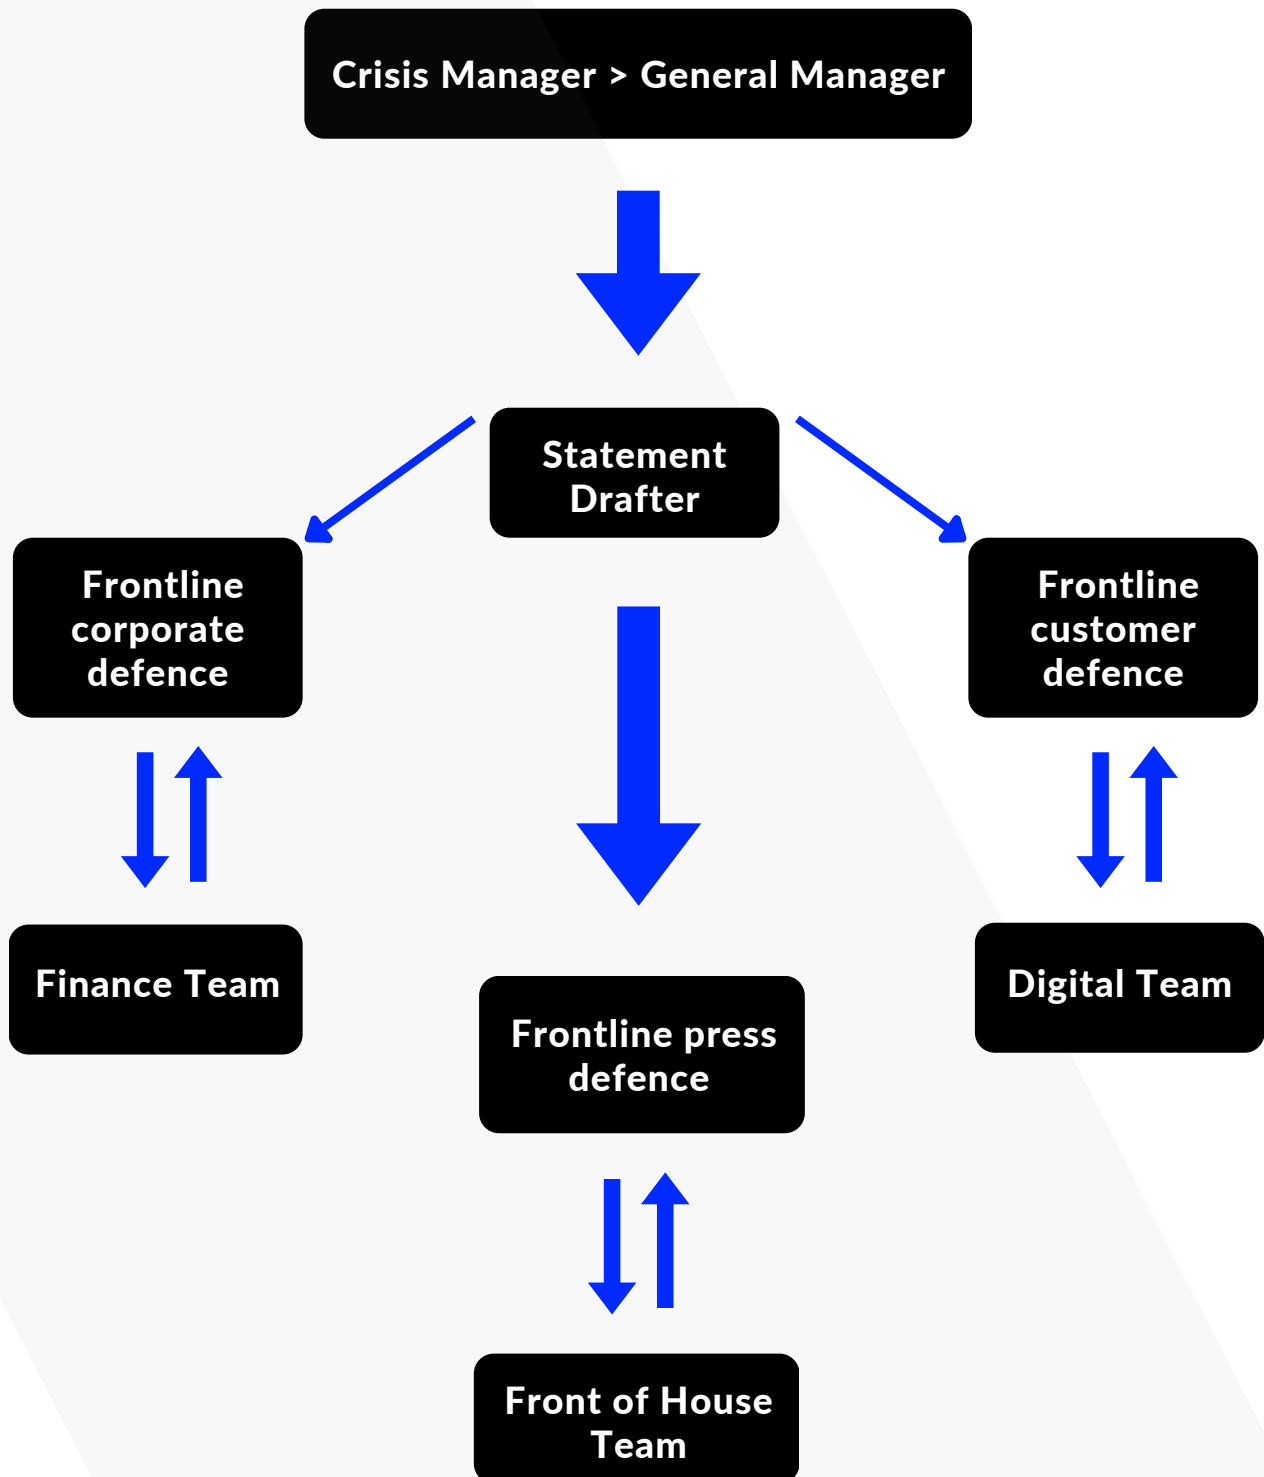 Crisis Manager > General Manager
Statement
Drafter
Frontline
corporate
defence
Frontline
customer
defence
Finance Team
Digital Team
Frontline press
defence
Front of House
Team